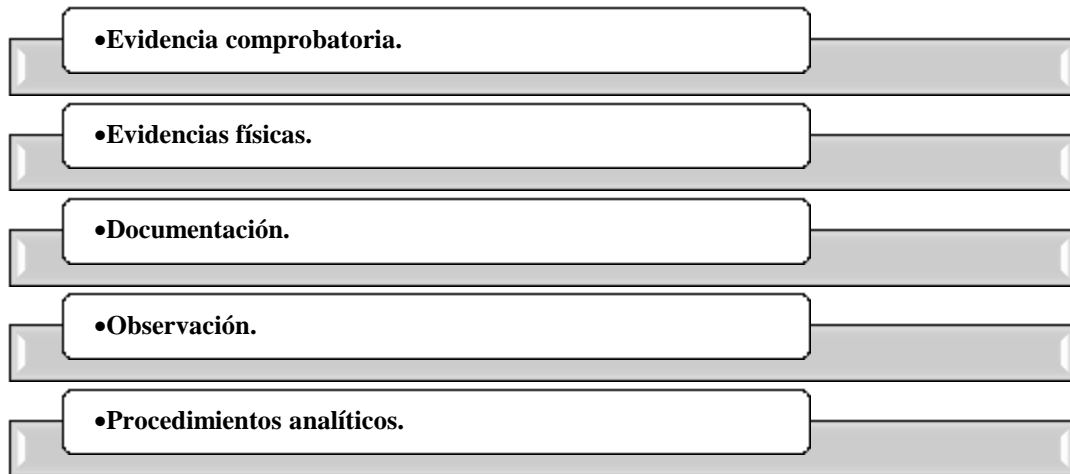 •Evidencia comprobatoria.
•Evidencias físicas.
•Documentación.
•Observación.
•Procedimientos analíticos.